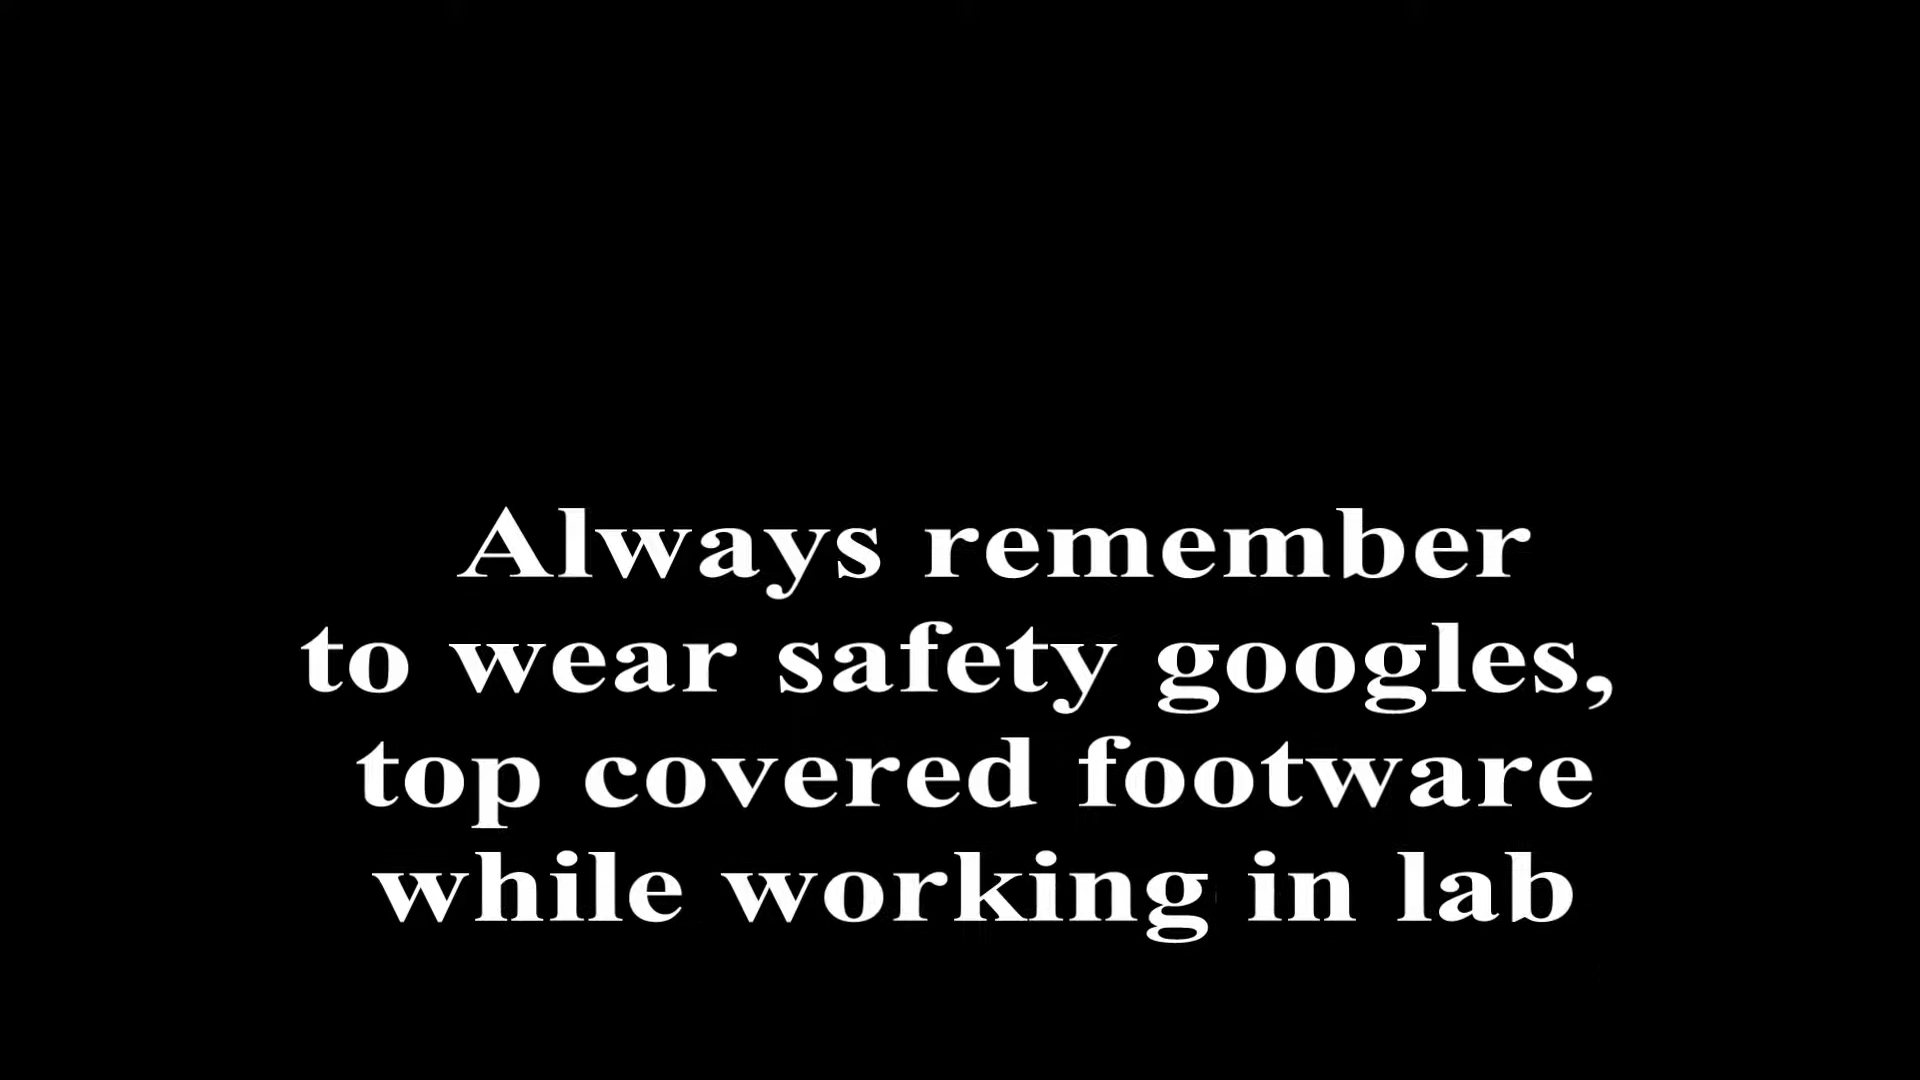 Always remember
to wear safety googles,
top covered footware
while working in lab